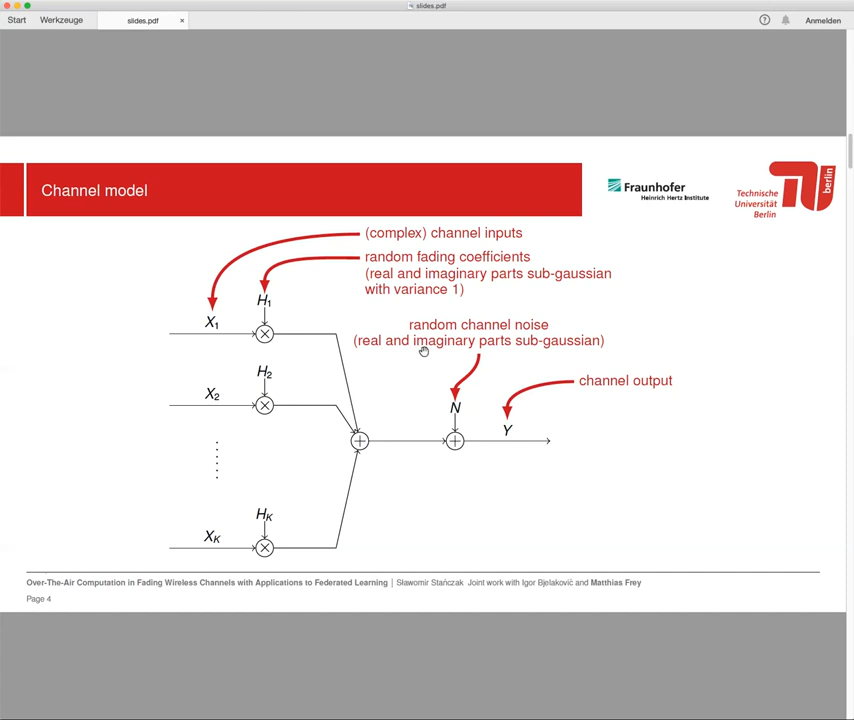 slides.pdf
Start Werkzeuge slides.pdf × ? Anmelden
Channel model
Fraunhofer
Heinrich Hertz Institute
Technische
Universität
Berlin
berlin
(complex) channel inputs
random fading coefficients
(real and imaginary parts sub-gaussian
with variance 1)
H1
X1
random channel noise
(real and imaginary parts sub-gaussian)
H2
X2
channel output
N
Y
HK
XK
Over-The-Air Computation in Fading Wireless Channels with Applications to Federated Learning | Sławomir Stańczak Joint work with Igor Bjelaković and Matthias Frey
Page 4